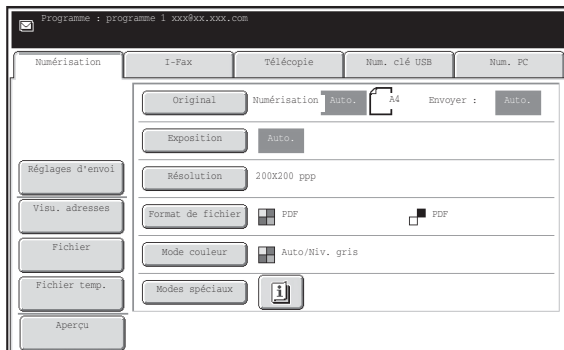 Programme : programme 1 xxx@xx.xxx.com
Numérisation I-Fax Télécopie Num. clé USB Num. PC
Original Numérisation Auto. A4 Envoyer : Auto.
Exposition Auto.
Réglages d'envoi Résolution 200X200 ppp
Visu. adresses Format de fichier PDF PDF
Fichier Mode couleur Auto/Niv. gris
Fichier temp. Modes spéciaux
Aperçu